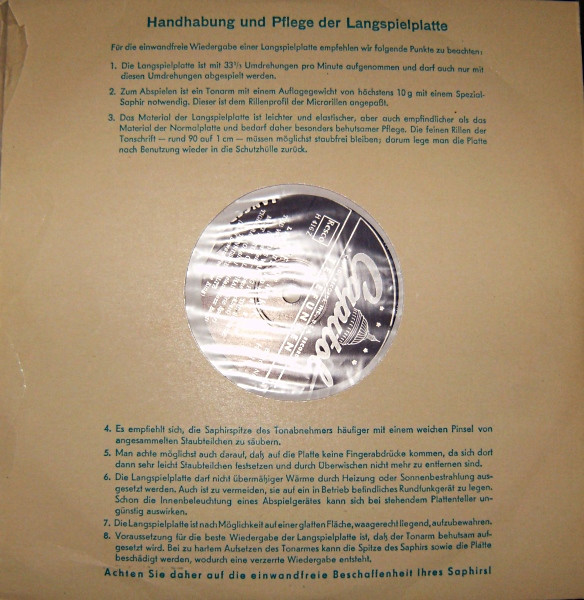 Handhabung und Pflege der Langspielplatte
Für die einwandfreie Wiedergabe einer Langspielplatte empfehlen wir folgende Punkte zu beachten:
1. Die Langspielplatte ist mit 33⅓ Umdrehungen pro Minute aufgenommen und darf auch nur mit
diesen Umdrehungen abgespielt werden.
2. Zum Abspielen ist ein Tonarm mit einem Auflagegewicht von höchstens 10 g mit einem Spezial-
Saphir notwendig. Dieser ist dem Rillenprofil der Microrillen angepaßt.
3. Das Material der Langspielplatte ist leichter und elastischer, aber auch empfindlicher als das
Material der Normalplatte und bedarf daher besonders behutsamer Pflege. Die feinen Rillen der
Tonschrift — rund 90 auf 1 cm — müssen möglichst staubfrei bleiben; darum lege man die Platte
nach Benutzung wieder in die Schutzhülle zurück.
Capitol
H 416
4. Es empfiehlt sich, die Saphirspitze des Tonabnehmers häufiger mit einem weichen Pinsel von
angesammelten Staubteilchen zu säubern.
5. Man achte möglichst auch darauf, daß auf die Platte keine Fingerabdrücke kommen, da sich dort
dann sehr leicht Staubteilchen festsetzen und durch Überwischen nicht mehr zu entfernen sind.
6. Die Langspielplatte darf nicht übermäßiger Wärme durch Heizung oder Sonnenbestrahlung aus-
gesetzt werden. Auch ist zu vermeiden, sie auf ein in Betrieb befindliches Rundfunkgerät zu legen.
Schon die Innenbeleuchtung eines Abspielgerätes kann sich bei stehendem Plattenteller un-
günstig auswirken.
7. Die Langspielplatte ist nach Möglichkeit auf einer glatten Fläche, waagerecht liegend, aufzubewahren.
8. Voraussetzung für die beste Wiedergabe der Langspielplatte ist, daß der Tonarm behutsam auf-
gesetzt wird. Bei zu hartem Aufsetzen des Tonarmes kann die Spitze des Saphirs sowie die Platte
beschädigt werden, wodurch eine verzerrte Wiedergabe entsteht.
Achten Sie daher auf die einwandfreie Beschaffenheit Ihres Saphirs!